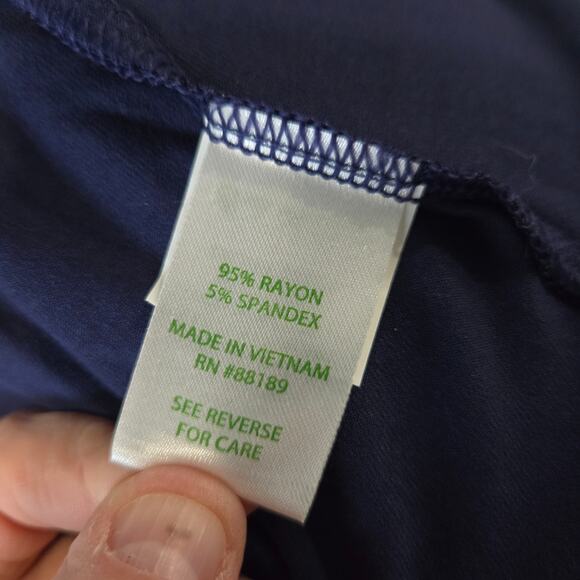 95% RAYON
5% SPANDEX
MADE IN VIETNAM
RN #88189
SEE REVERSE
FOR CARE